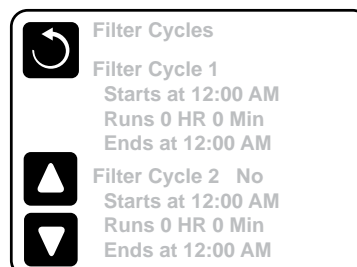 Filter Cycles
Filter Cycle 1
Starts at 12:00 AM
Runs 0 HR 0 Min
Ends at 12:00 AM
Filter Cycle 2 No
Starts at 12:00 AM
Runs 0 HR 0 Min
Ends at 12:00 AM